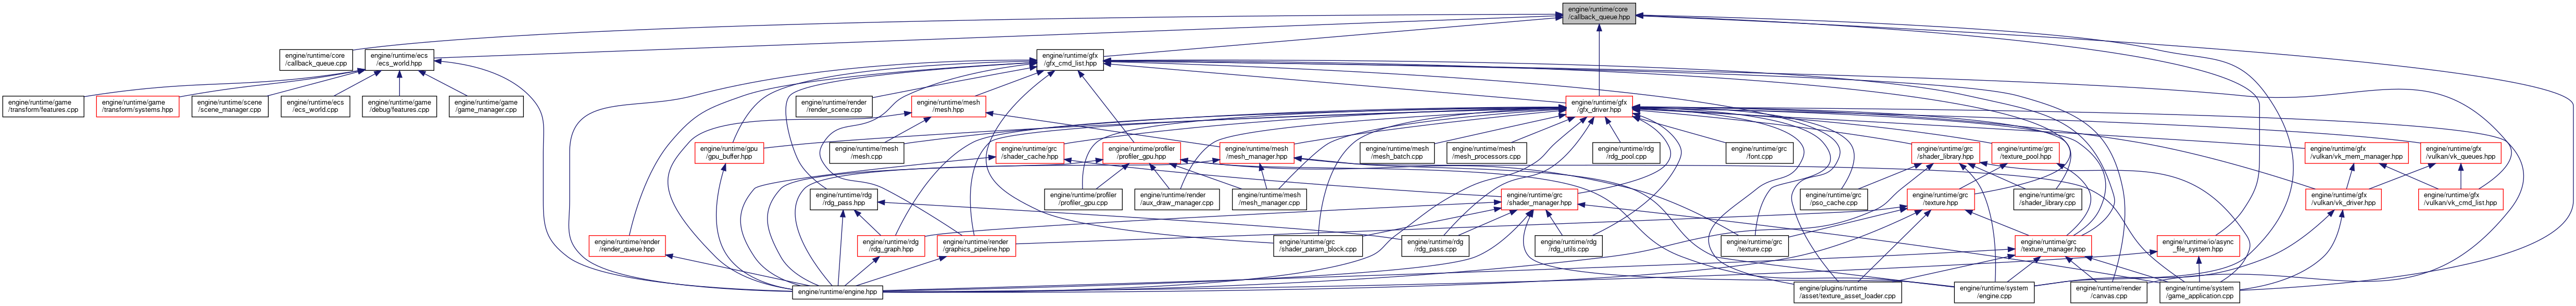 engine/runtime/core
/callback_queue.hpp
engine/runtime/core
/callback_queue.cpp
engine/runtime/ecs
/ecs_world.hpp
engine/runtime/gfx
/gfx_cmd_list.hpp
engine/runtime/game
/transform/features.cpp
engine/runtime/game
/transform/systems.hpp
engine/runtime/scene
/scene_manager.cpp
engine/runtime/ecs
/ecs_world.cpp
engine/runtime/game
/debug/features.cpp
engine/runtime/game
/game_manager.cpp
engine/runtime/render
/render_scene.cpp
engine/runtime/mesh
/mesh.hpp
engine/runtime/gfx
/gfx_driver.hpp
engine/runtime/gpu
/gpu_buffer.hpp
engine/runtime/mesh
/mesh.cpp
engine/runtime/grc
/shader_cache.hpp
engine/runtime/profiler
/profiler_gpu.hpp
engine/runtime/mesh
/mesh_manager.hpp
engine/runtime/mesh
/mesh_batch.cpp
engine/runtime/mesh
/mesh_processors.cpp
engine/runtime/rdg
/rdg_pool.cpp
engine/runtime/grc
/font.cpp
engine/runtime/grc
/shader_library.hpp
engine/runtime/grc
/texture_pool.hpp
engine/runtime/gfx
/vulkan/vk_mem_manager.hpp
engine/runtime/gfx
/vulkan/vk_queues.hpp
engine/runtime/rdg
/rdg_pass.hpp
engine/runtime/profiler
/profiler_gpu.cpp
engine/runtime/render
/aux_draw_manager.cpp
engine/runtime/mesh
/mesh_manager.cpp
engine/runtime/grc
/shader_manager.hpp
engine/runtime/grc
/pso_cache.cpp
engine/runtime/grc
/texture.hpp
engine/runtime/grc
/shader_library.cpp
engine/runtime/gfx
/vulkan/vk_driver.hpp
engine/runtime/gfx
/vulkan/vk_cmd_list.hpp
engine/runtime/render
/render_queue.hpp
engine/runtime/rdg
/rdg_graph.hpp
engine/runtime/render
/graphics_pipeline.hpp
engine/runtime/grc
/shader_param_block.cpp
engine/runtime/rdg
/rdg_pass.cpp
engine/runtime/rdg
/rdg_utils.cpp
engine/runtime/grc
/texture.cpp
engine/runtime/grc
/texture_manager.hpp
engine/runtime/io/async
_file_system.hpp
engine/runtime/engine.hpp
engine/plugins/runtime
/asset/texture_asset_loader.cpp
engine/runtime/system
/engine.cpp
engine/runtime/render
/canvas.cpp
engine/runtime/system
/game_application.cpp